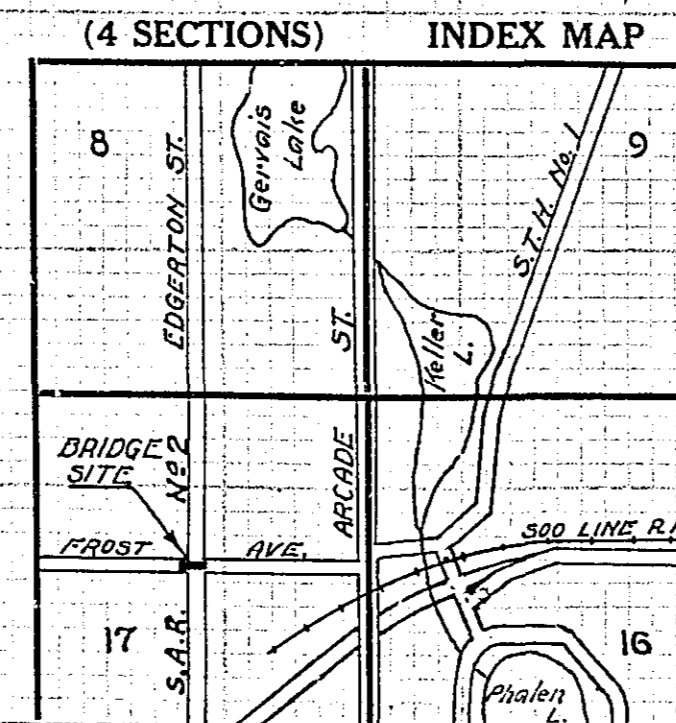 (4 SECTIONS) INDEX MAP
8
EDGERTON ST.
Gervais
Lake
9
S.T.H. No. 1
ARCADE ST.
Keller
L.
BRIDGE
SITE
S.A.R. No 2
FROST AVE.
SOO LINE R.R
17
16
Phalen
L.